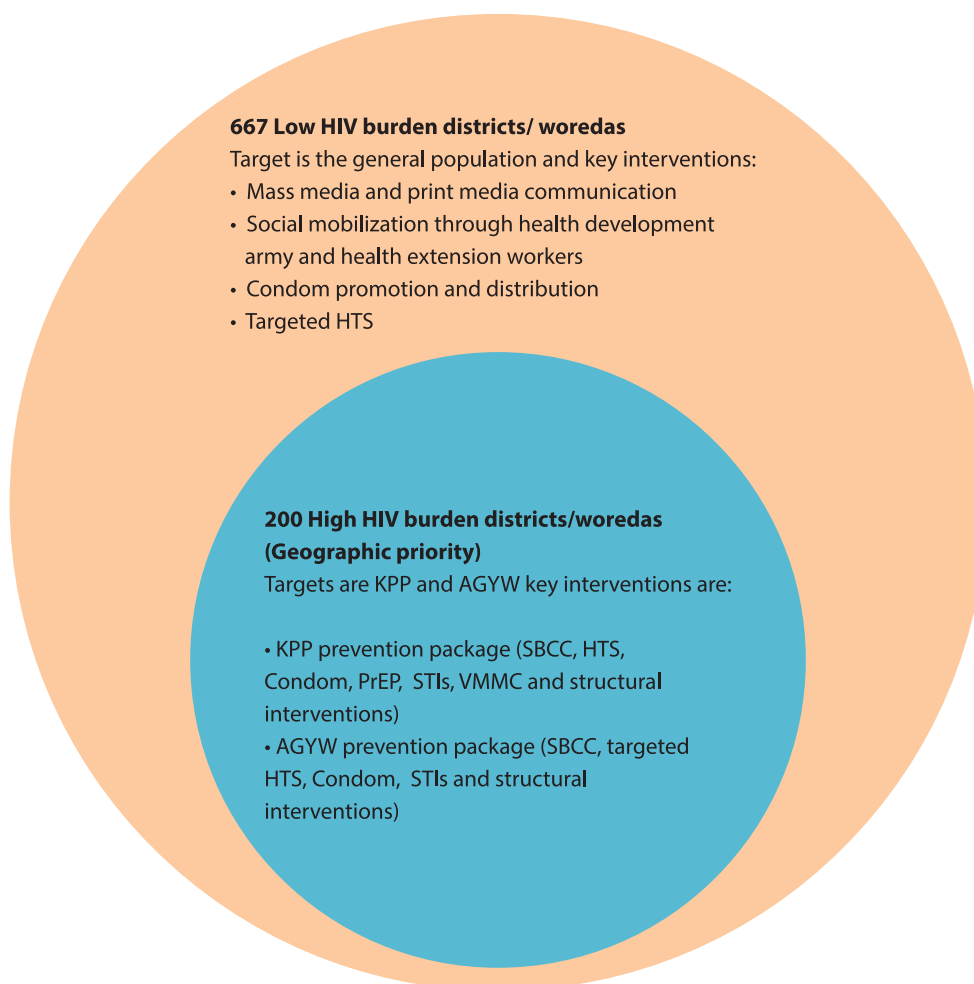 667 Low HIV burden districts/ woredas
Target is the general population and key interventions:
• Mass media and print media communication
• Social mobilization through health development
army and health extension workers
• Condom promotion and distribution
• Targeted HTS
200 High HIV burden districts/woredas
(Geographic priority)
Targets are KPP and AGYW key interventions are:
• KPP prevention package (SBCC, HTS,
Condom, PrEP, STIs, VMMC and structural
interventions)
• AGYW prevention package (SBCC, targeted
HTS, Condom, STIs and structural
interventions)